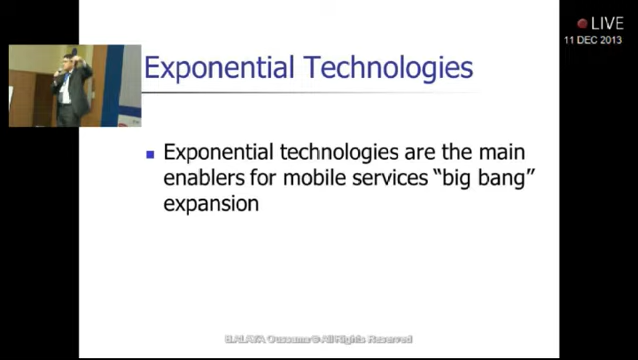 LIVE
11 DEC 2013
Exponential Technologies
Exponential technologies are the main
enablers for mobile services “big bang”
expansion
Oussama © All Rights Reserved